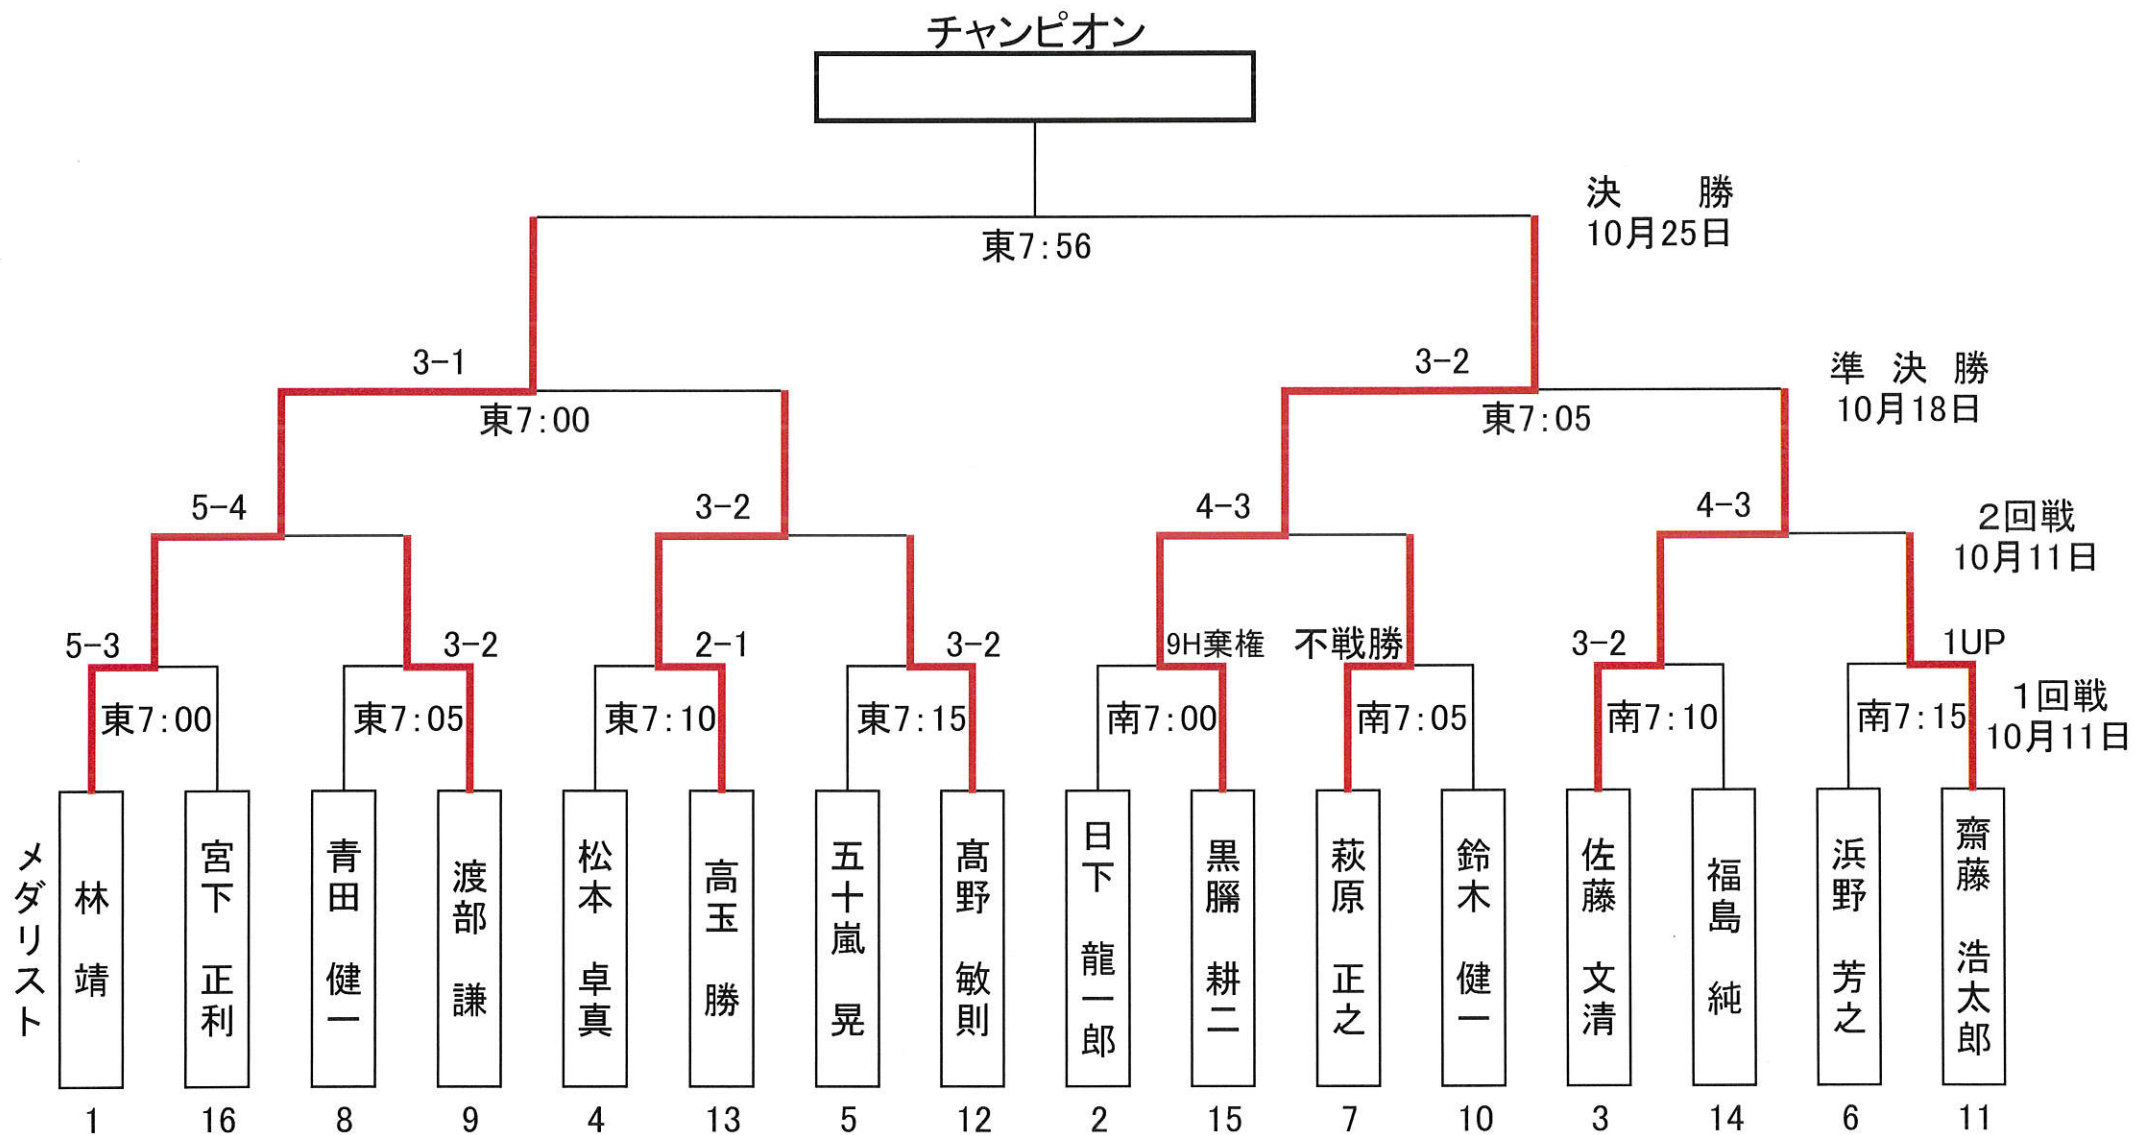 チャンピオン
決　勝
10月25日
東7:56
3-1
3-2
準 決 勝
10月18日
東7:00
東7:05
5-4
3-2
4-3
4-3
2回戦
10月11日
5-3
3-2
2-1
3-2
9H棄権
不戦勝
3-2
1UP
1回戦
10月11日
東7:00
東7:05
東7:10
東7:15
南7:00
南7:05
南7:10
南7:15
メダリスト
林 靖
宮下 正利
青田 健一
渡部 謙
松本 卓真
高玉 勝
五十嵐 晃
髙野 敏則
日下 龍一郎
黒 耕二
萩原 正之
鈴木 健一
佐藤 文清
福島 純
浜野 芳之
齋藤 浩太郎
1
16
8
9
4
13
5
12
2
15
7
10
3
14
6
11